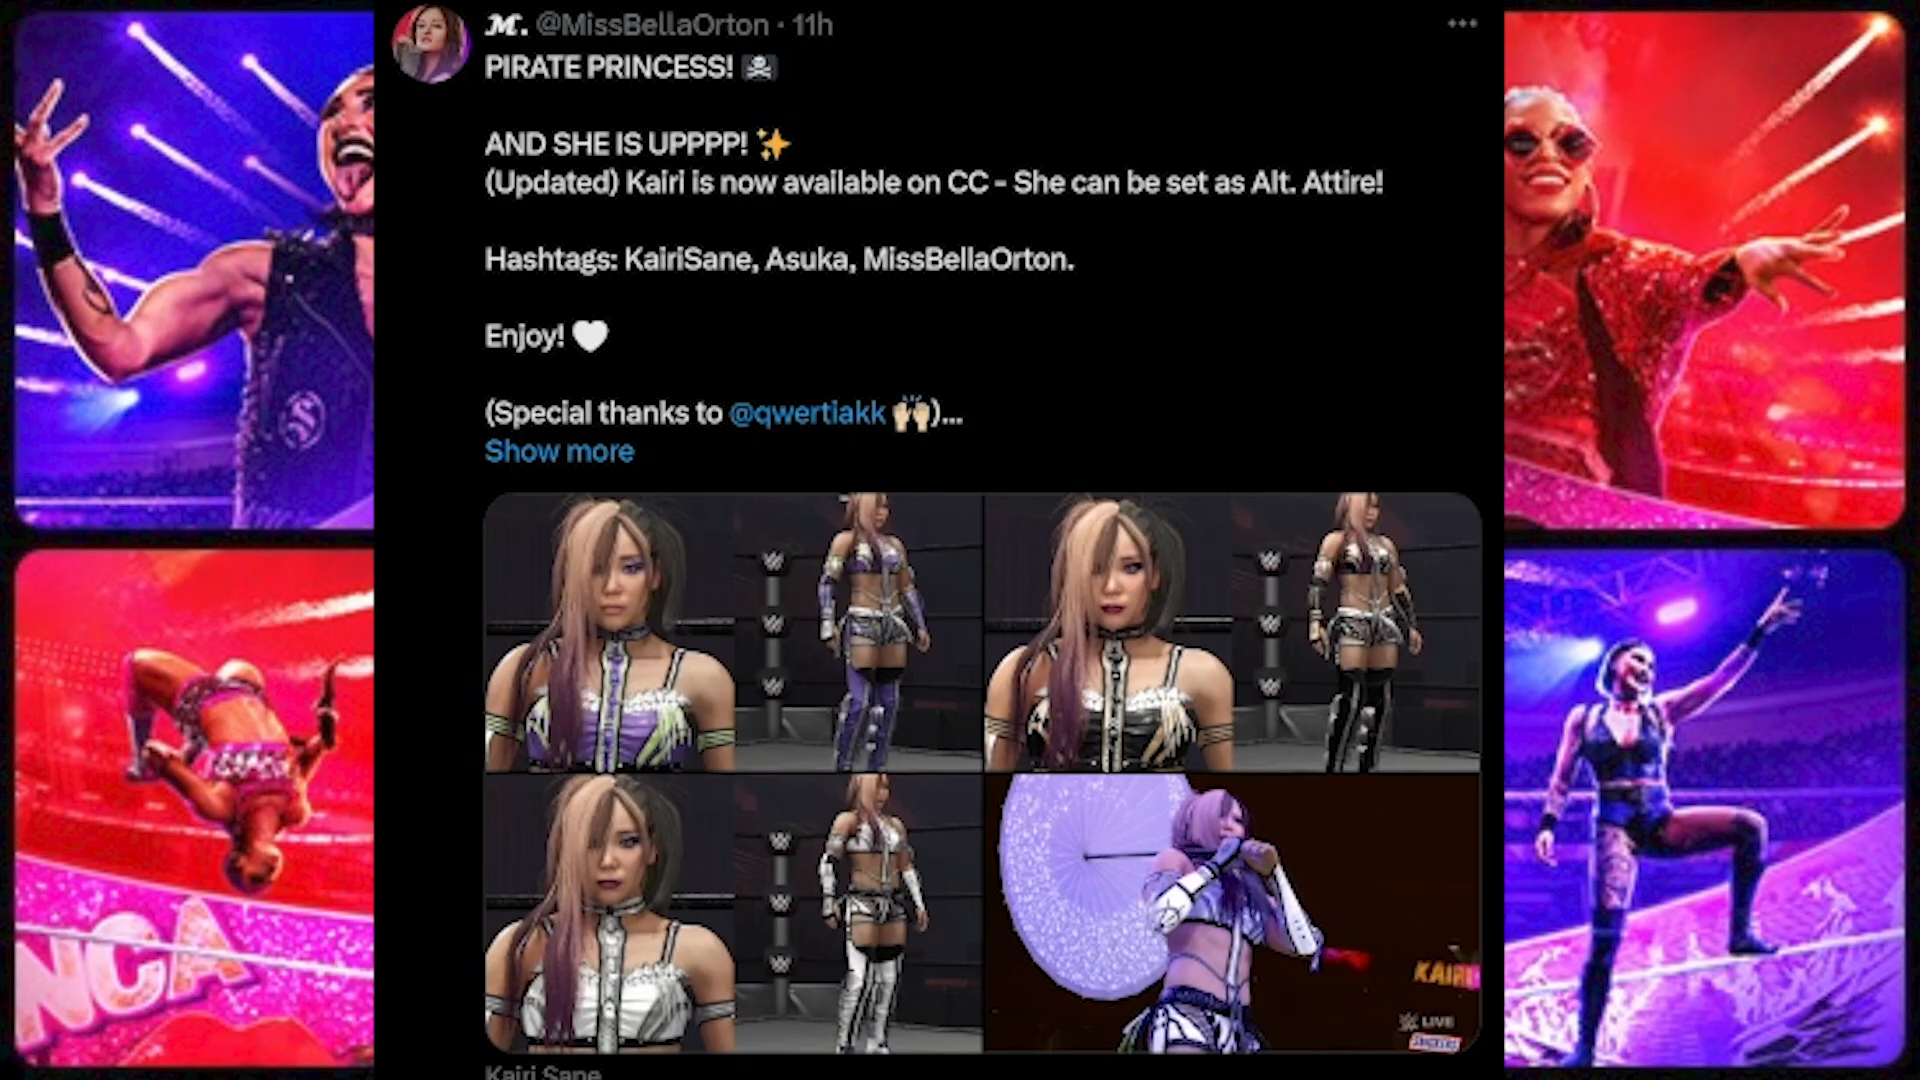 M. @MissBellaOrton · 11h
PIRATE PRINCESS! ☠
AND SHE IS UPPPP! ✨
(Updated) Kairi is now available on CC - She can be set as Alt. Attire!
Hashtags: KairiSane, Asuka, MissBellaOrton.
Enjoy! 🤍
(Special thanks to @qwertiakk 🙌🏼)...
Show more
NCA
KAIRI
LIVE
Kairi Sane